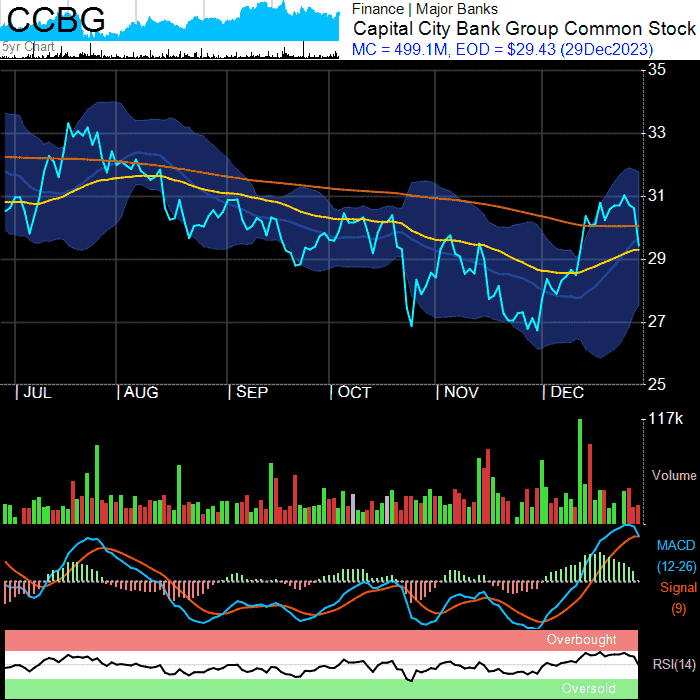 CCBG
5yr Chart
Finance | Major Banks
Capital City Bank Group Common Stock
MC = 499.1M, EOD = $29.43 (29Dec2023)
35
33
31
29
27
25
| JUL | AUG | SEP | OCT | NOV | DEC
117k
Volume
MACD
(12-26)
Signal
(9)
Overbought
RSI(14)
Oversold